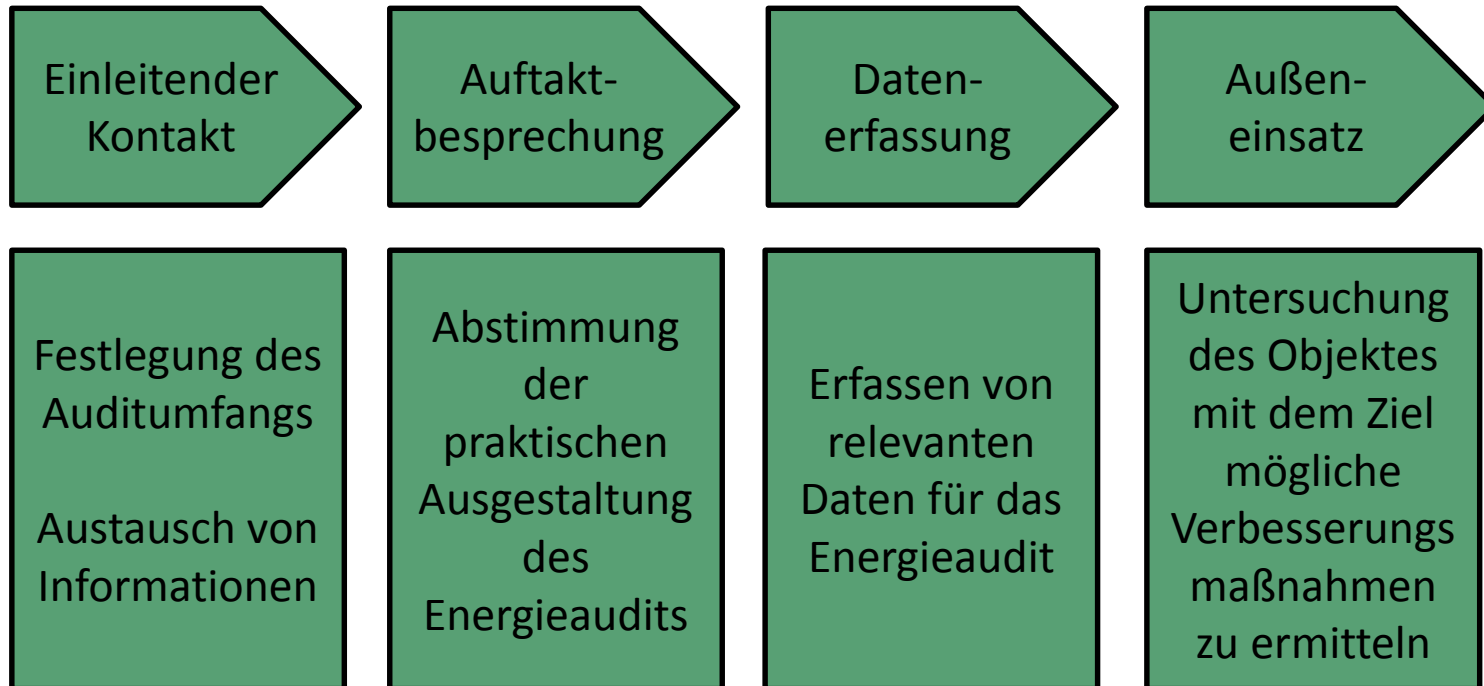 Einleitender
Kontakt
Auftakt-
besprechung
Daten-
erfassung
Außen-
einsatz
Festlegung des
Auditumfangs
Austausch von
Informationen
Abstimmung
der
praktischen
Ausgestaltung
des
Energieaudits
Erfassen von
relevanten
Daten für das
Energieaudit
Untersuchung
des Objektes
mit dem Ziel
mögliche
Verbesserungs
maßnahmen
zu ermitteln